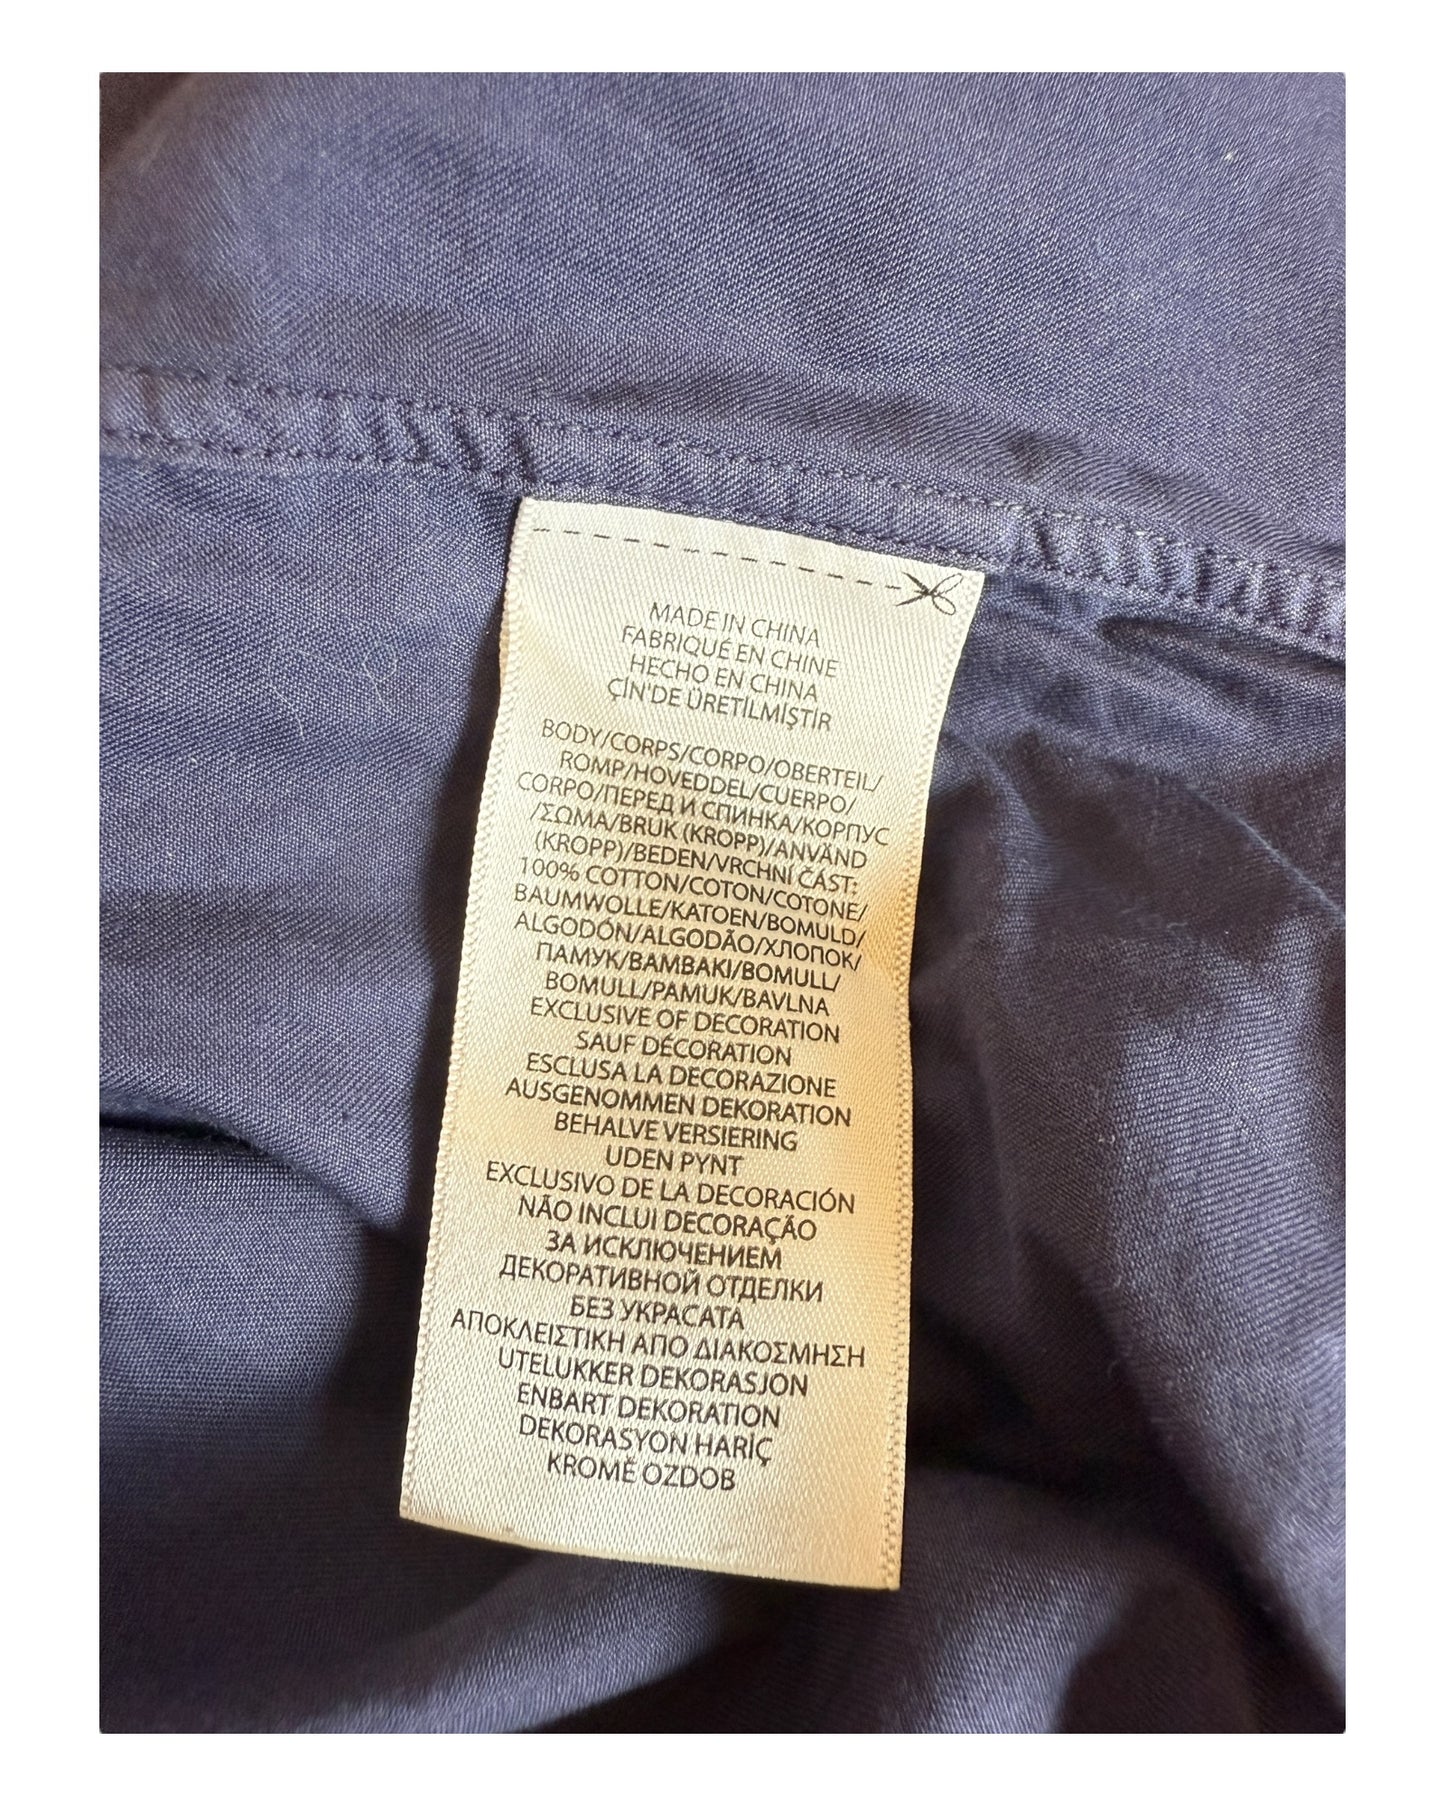 MADE IN CHINA
FABRIQUÉ EN CHINE
HECHO EN CHINA
ÇİN'DE ÜRETİLMİŞTİR
BODY/CORPS/CORPO/OBERTEIL/
ROMP/HOVEDDEL/CUERPO/
CORPO/ПЕРЕД И СПИНКА/КОРПУС
/ΣΩΜΑ/BRUK (KROPP)/ANVÄND
(KROPP)/BEDEN/VRCHNÍ ČÁST:
100% COTTON/COTON/COTONE/
BAUMWOLLE/KATOEN/BOMULD/
ALGODÓN/ALGODÃO/ХЛОПОК/
ПАМУК/ΒΑΜΒΑΚΙ/BOMULL/
BOMULL/PAMUK/BAVLNA
EXCLUSIVE OF DECORATION
SAUF DÉCORATION
ESCLUSA LA DECORAZIONE
AUSGENOMMEN DEKORATION
BEHALVE VERSIERING
UDEN PYNT
EXCLUSIVO DE LA DECORACIÓN
NÃO INCLUI DECORAÇÃO
ЗА ИСКЛЮЧЕНИЕМ
ДЕКОРАТИВНОЙ ОТДЕЛКИ
БЕЗ УКРАСАТА
ΑΠΟΚΛΕΙΣΤΙΚΗ ΑΠΟ ΔΙΑΚΟΣΜΗΣΗ
UTELUKKER DEKORASJON
ENBART DEKORATION
DEKORASYON HARİÇ
KROMĚ OZDOB